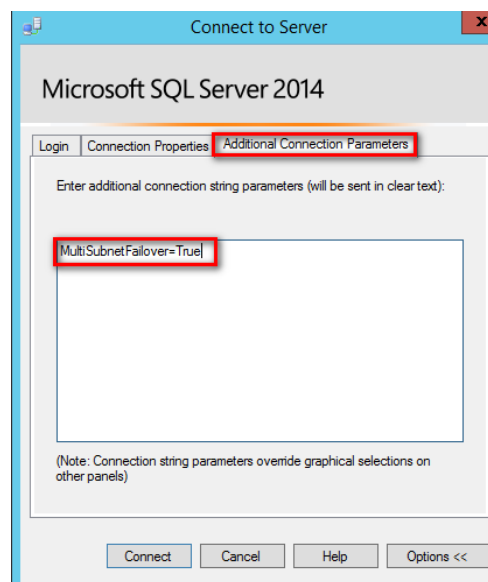 Connect to Server
x
Microsoft SQL Server 2014
Login Connection Properties Additional Connection Parameters
Enter additional connection string parameters (will be sent in clear text):
MultiSubnetFailover=True
(Note: Connection string parameters override graphical selections on
other panels)
Connect Cancel Help Options <<